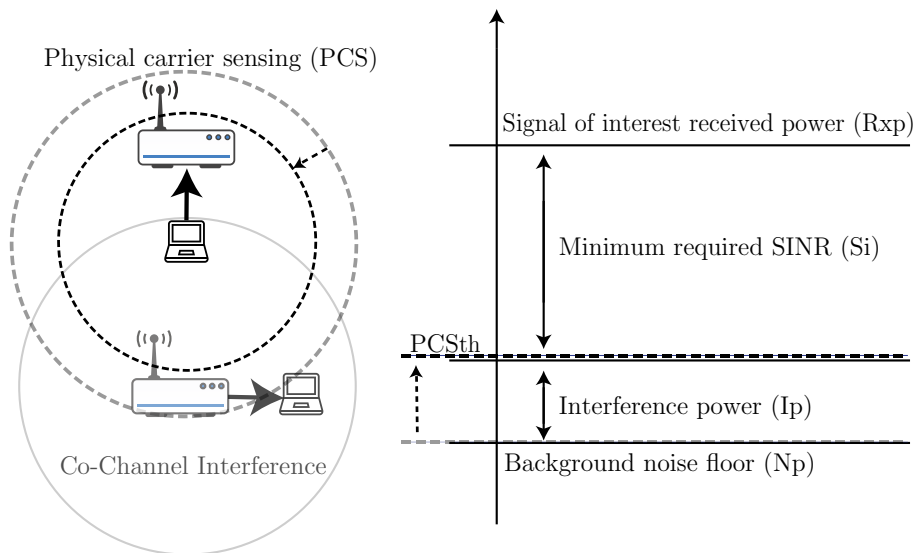 Physical carrier sensing (PCS)
Co-Channel Interference
Signal of interest received power (Rxp)
Minimum required SINR (Si)
PCSth
Interference power (Ip)
Background noise floor (Np)